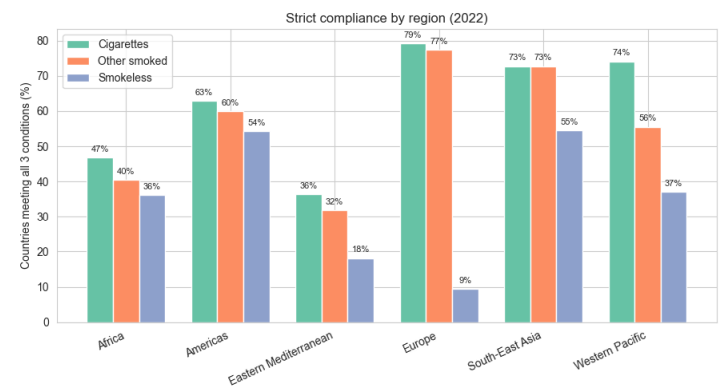 Strict compliance by region (2022)
Countries meeting all 3 conditions (%)
80
70
60
50
40
30
20
10
0
Cigarettes
Other smoked
Smokeless
47%
40%
36%
63%
60%
54%
36%
32%
18%
79%
77%
9%
73%
73%
55%
74%
56%
37%
Africa
Americas
Eastern Mediterranean
Europe
South-East Asia
Western Pacific